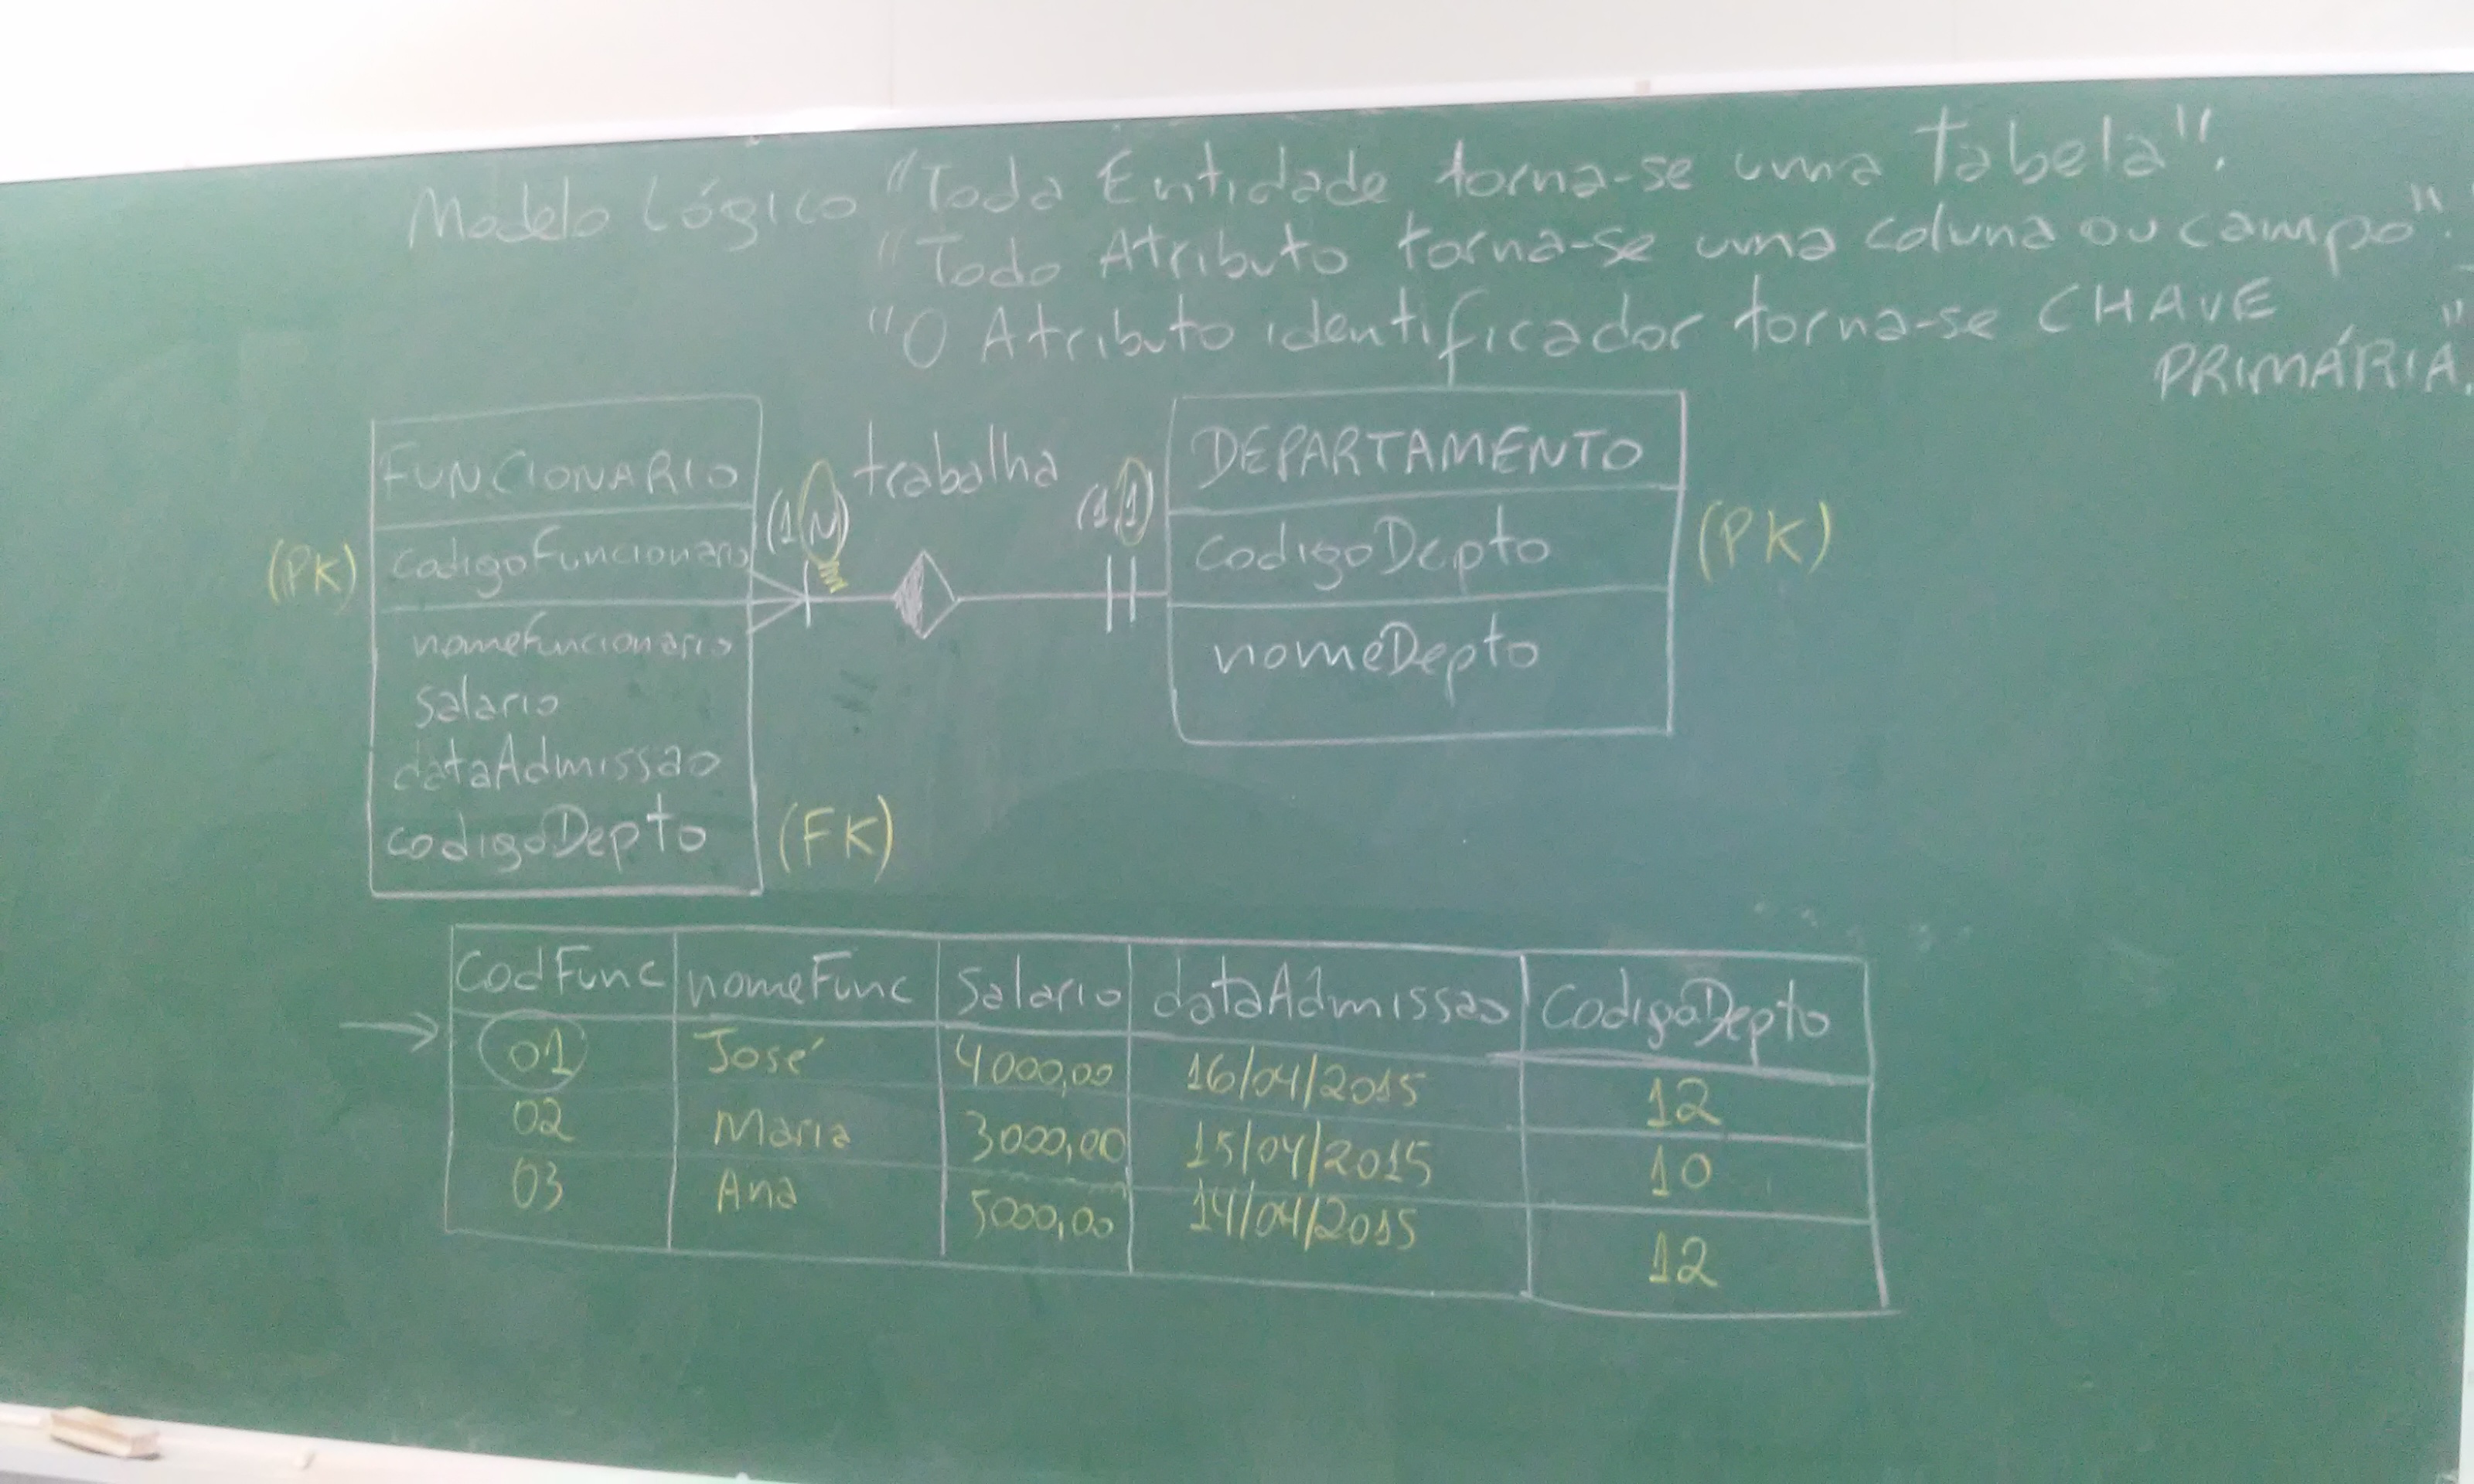 Modelo Lógico "Toda Entidade torna-se uma tabela".
"Todo Atributo torna-se uma coluna ou campo".
"O Atributo identificador torna-se CHAVE
PRIMÁRIA."
FUNCIONARIO
(PK) codigoFuncionario
nomeFuncionario
salario
dataAdmissao
codigoDepto (FK)
(1,N) trabalha (1,1)
DEPARTAMENTO
codigoDepto (PK)
nomeDepto
codFunc nomeFunc salario dataAdmissao codigoDepto
01 José 4000,00 16/04/2015 12
02 Maria 3000,00 15/04/2015 10
03 Ana 5000,00 14/04/2015 12